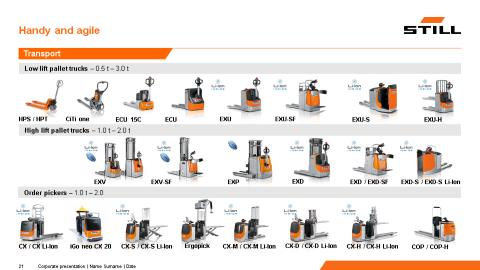 Handy and agile
STILL
Transport
Low lift pallet trucks – 0.5 t – 3.0 t
HPS / HPT CiTi one ECU 15C ECU EXU EXU-SF EXU-S EXU-H
High lift pallet trucks – 1.0 t – 2.0 t
EXV EXV-SF EXP EXD EXD / EXD-SF EXD-S / EXD-S Li-Ion
Order pickers – 1.0 t – 2.0
CX / CX Li-Ion iGo neo CX 20 CX-S / CX-S Li-Ion Ergopick CX-M / CX-M Li-Ion CX-D / CX-D Li-Ion CX-H / CX-H Li-Ion COP / COP-H
21 Corporate presentation | Name Surname | Date